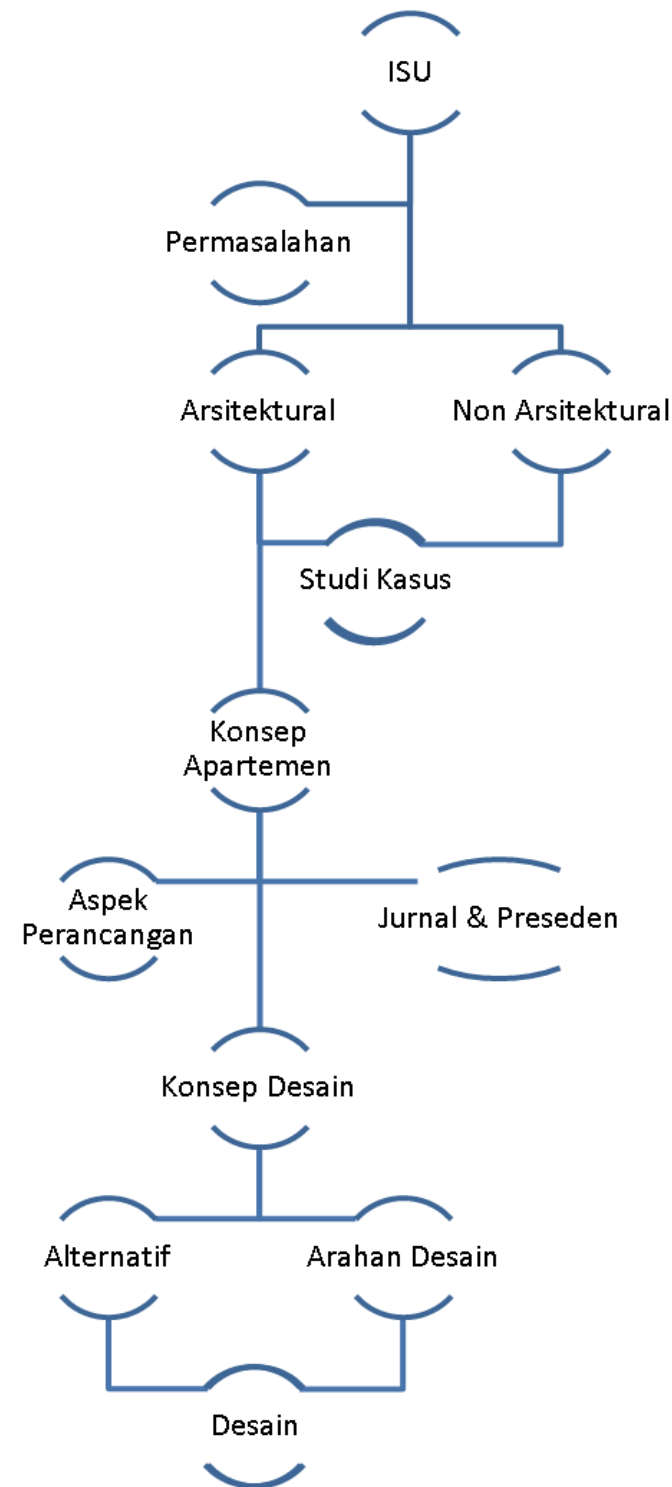 ISU
Permasalahan
Arsitektural
Non Arsitektural
Studi Kasus
Konsep
Apartemen
Aspek
Perancangan
Jurnal & Preseden
Konsep Desain
Alternatif
Arahan Desain
Desain